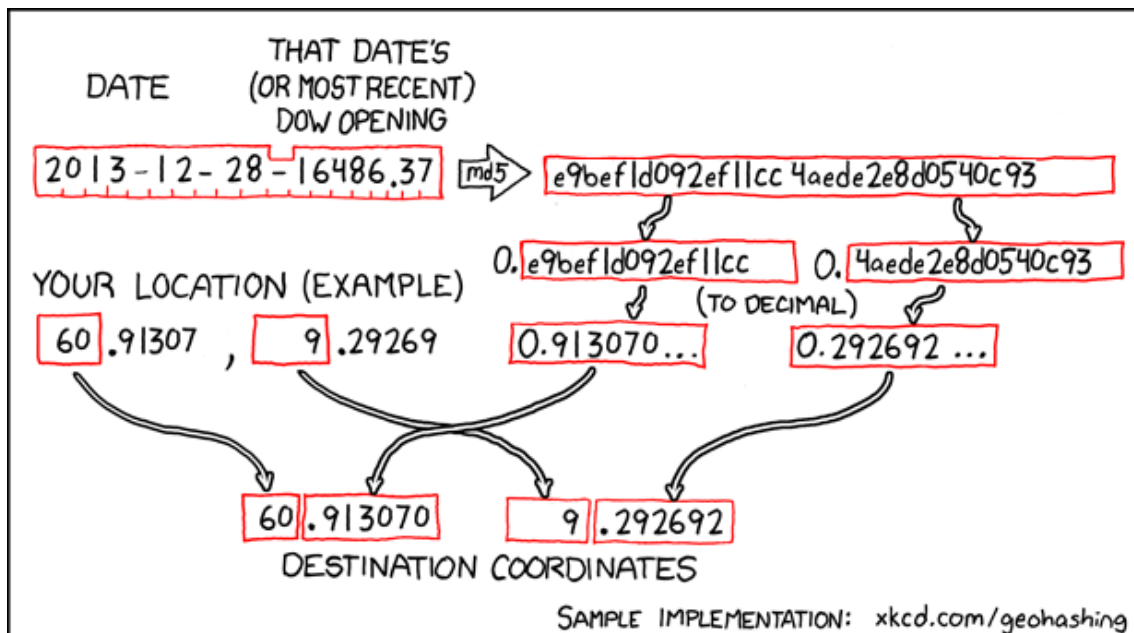 DATE
THAT DATE'S
(OR MOST RECENT)
DOW OPENING
2013-12-28-16486.37
md5
e9bef1d092ef11cc4aede2e8d0540c93
0.e9bef1d092ef11cc
0.4aede2e8d0540c93
(TO DECIMAL)
YOUR LOCATION (EXAMPLE)
60.91307, 9.29269
0.913070...
0.292692...
60.913070
9.292692
DESTINATION COORDINATES
SAMPLE IMPLEMENTATION: xkcd.com/geohashing